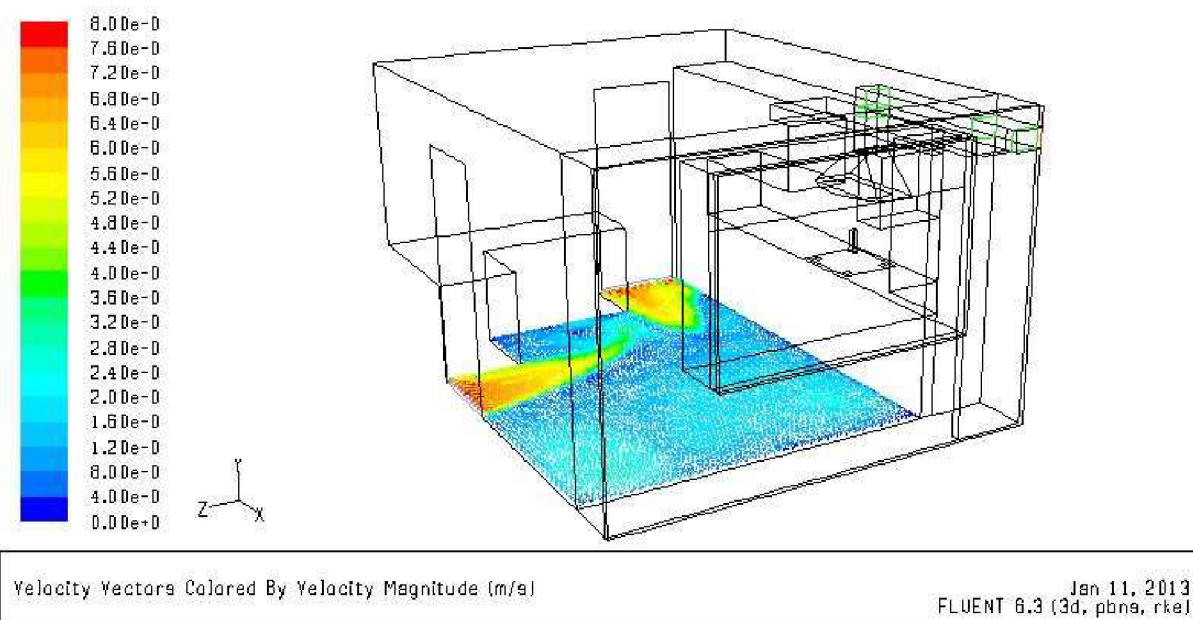 8.00e-0
7.60e-0
7.20e-0
6.80e-0
6.40e-0
6.00e-0
5.60e-0
5.20e-0
4.80e-0
4.40e-0
4.00e-0
3.60e-0
3.20e-0
2.80e-0
2.40e-0
2.00e-0
1.60e-0
1.20e-0
8.00e-0
4.00e-0
0.00e+0
Y
Z
X
Velocity Vectors Colored By Velocity Magnitude (m/s)
Jan 11, 2013
FLUENT 6.3 (3d, pbns, rke)